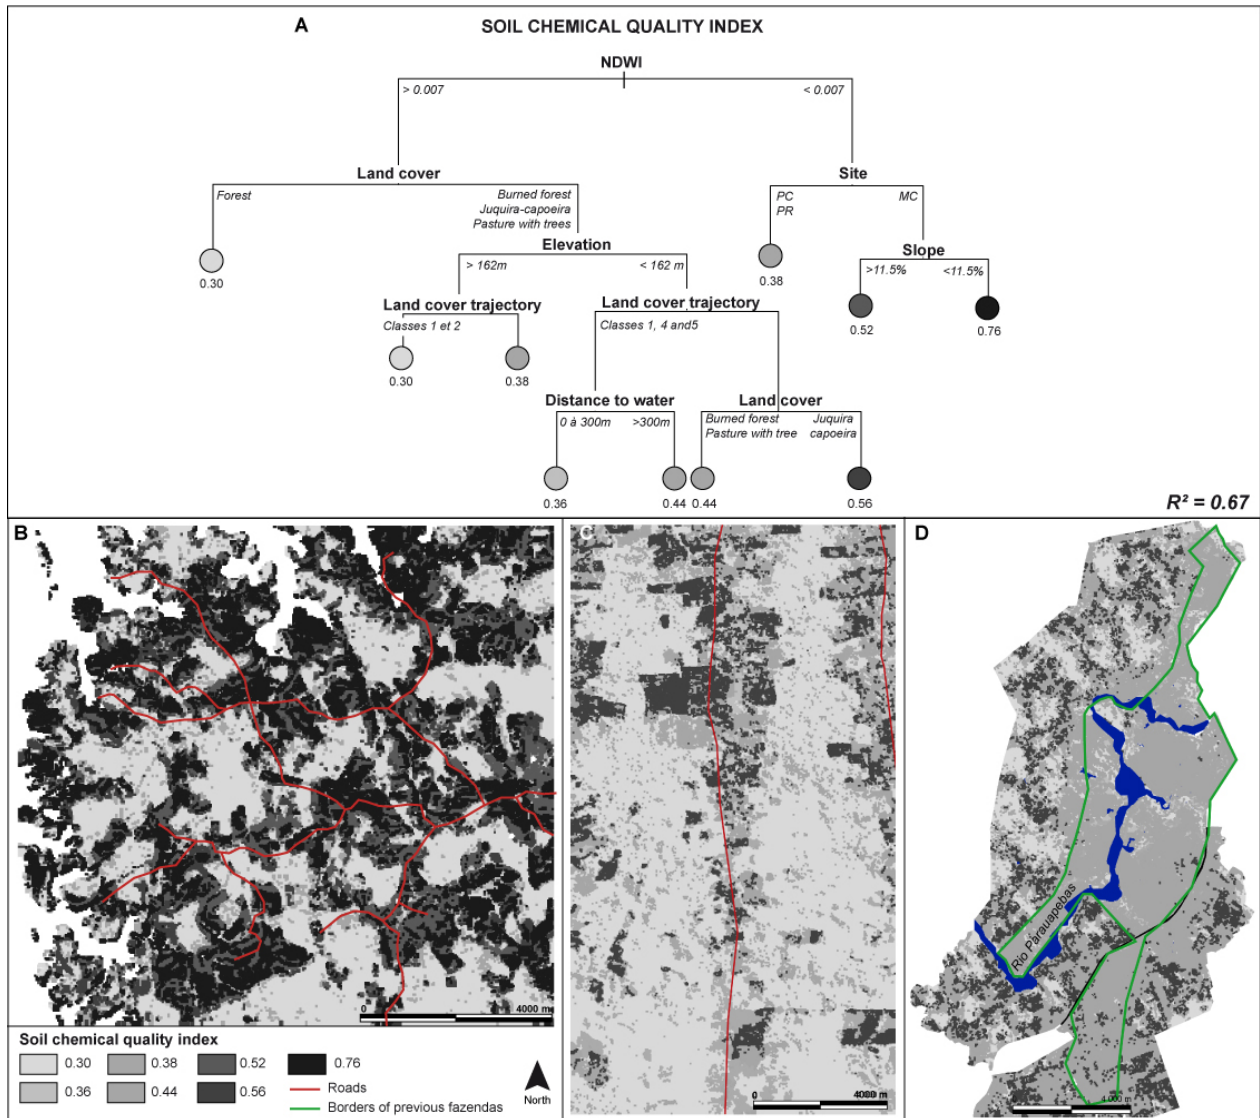 A
SOIL CHEMICAL QUALITY INDEX
NDWI
> 0.007
< 0.007
Land cover
Site
Forest
Burned forest
Juquira-capoeira
Pasture with trees
PC
PR
MC
Elevation
Slope
> 162m
< 162 m
>11.5%
<11.5%
0.30
0.38
Land cover trajectory
Land cover trajectory
Classes 1 et 2
Classes 1, 4 and5
0.52
0.76
0.30
0.38
Distance to water
Land cover
0 à 300m
>300m
Burned forest
Pasture with tree
Juquira
capoeira
0.36
0.44
0.44
0.56
R² = 0.67
B
C
D
Rio Parauapebas
0
4000 m
0
4000 m
4 000 m
Soil chemical quality index
0.30
0.38
0.52
0.76
0.36
0.44
0.56
Roads
Borders of previous fazendas
North